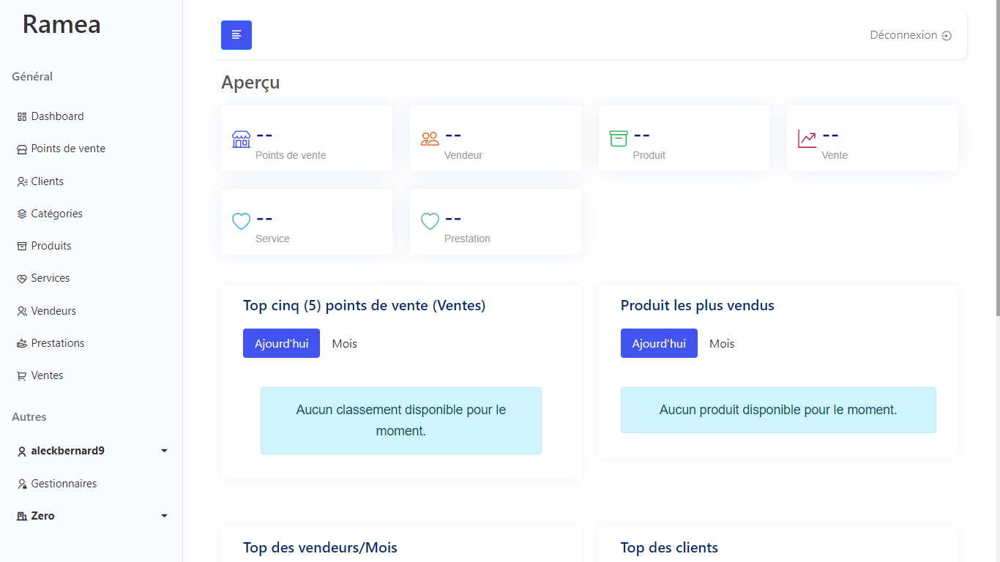 Ramea
Général
Dashboard
Points de vente
Clients
Catégories
Produits
Services
Vendeurs
Prestations
Ventes
Autres
aleckbernard9
Gestionnaires
Zero
Déconnexion
Aperçu
--
Points de vente
--
Vendeur
--
Produit
--
Vente
--
Service
--
Prestation
Top cinq (5) points de vente (Ventes)
Ajourd'hui Mois
Aucun classement disponible pour le
moment.
Produit les plus vendus
Ajourd'hui Mois
Aucun produit disponible pour le moment.
Top des vendeurs/Mois
Top des clients